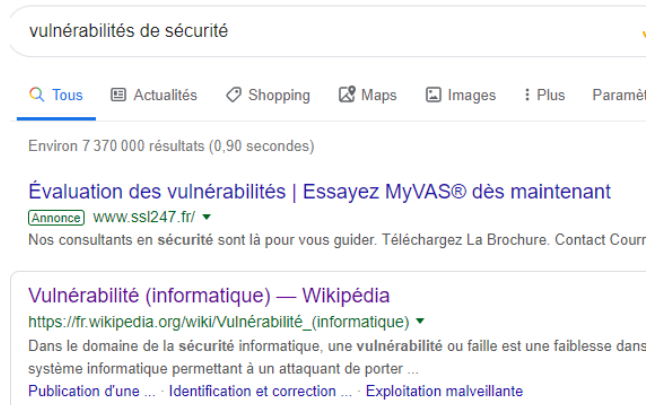 vulnérabilités de sécurité
Tous Actualités Shopping Maps Images Plus Paramèt
Environ 7 370 000 résultats (0,90 secondes)
Évaluation des vulnérabilités | Essayez MyVAS® dès maintenant
Annonce www.ssl247.fr/
Nos consultants en sécurité sont là pour vous guider. Téléchargez La Brochure. Contact Courr
Vulnérabilité (informatique) — Wikipédia
https://fr.wikipedia.org/wiki/Vulnérabilité_(informatique)
Dans le domaine de la sécurité informatique, une vulnérabilité ou faille est une faiblesse dans
système informatique permettant à un attaquant de porter ...
Publication d'une ... · Identification et correction ... · Exploitation malveillante